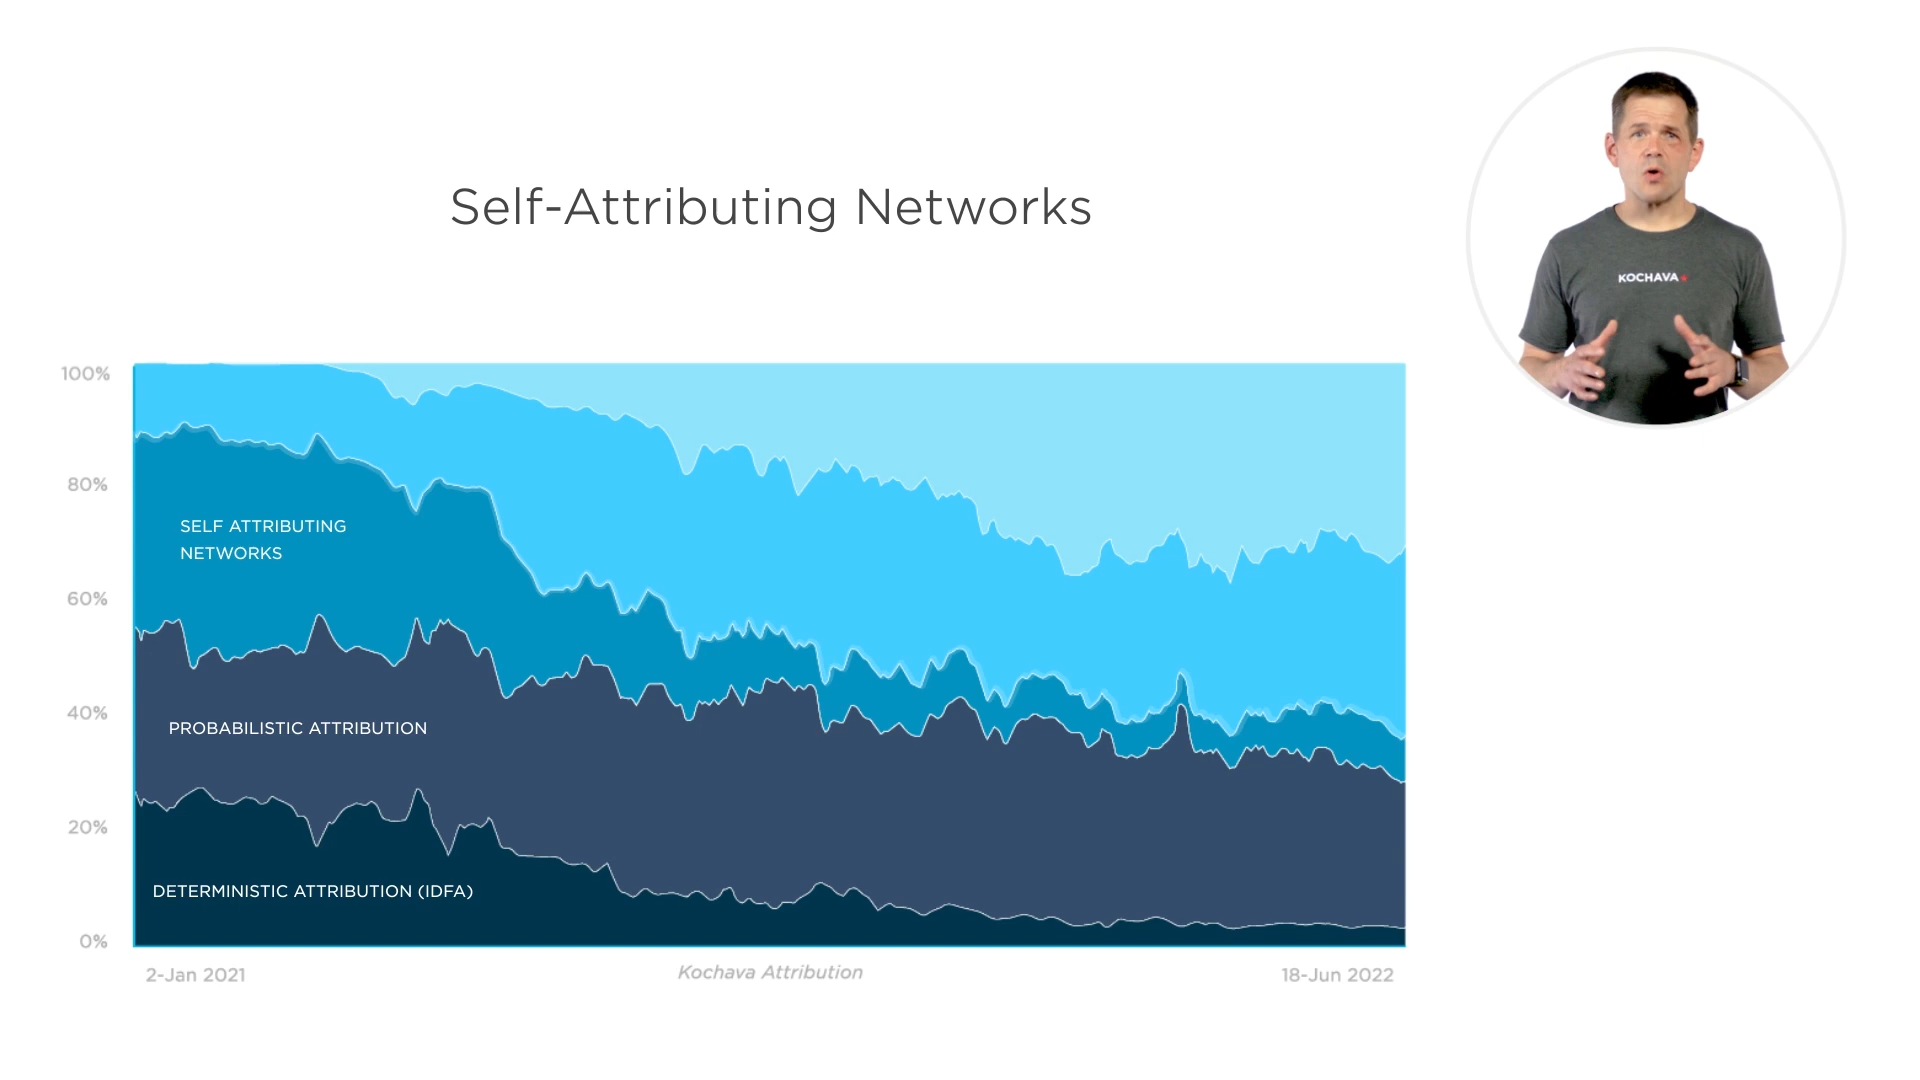 Self-Attributing Networks
KOCHAVA
100%
80%
60%
40%
20%
0%
SELF ATTRIBUTING
NETWORKS
PROBABILISTIC ATTRIBUTION
DETERMINISTIC ATTRIBUTION (IDFA)
2-Jan 2021
Kochava Attribution
18-Jun 2022